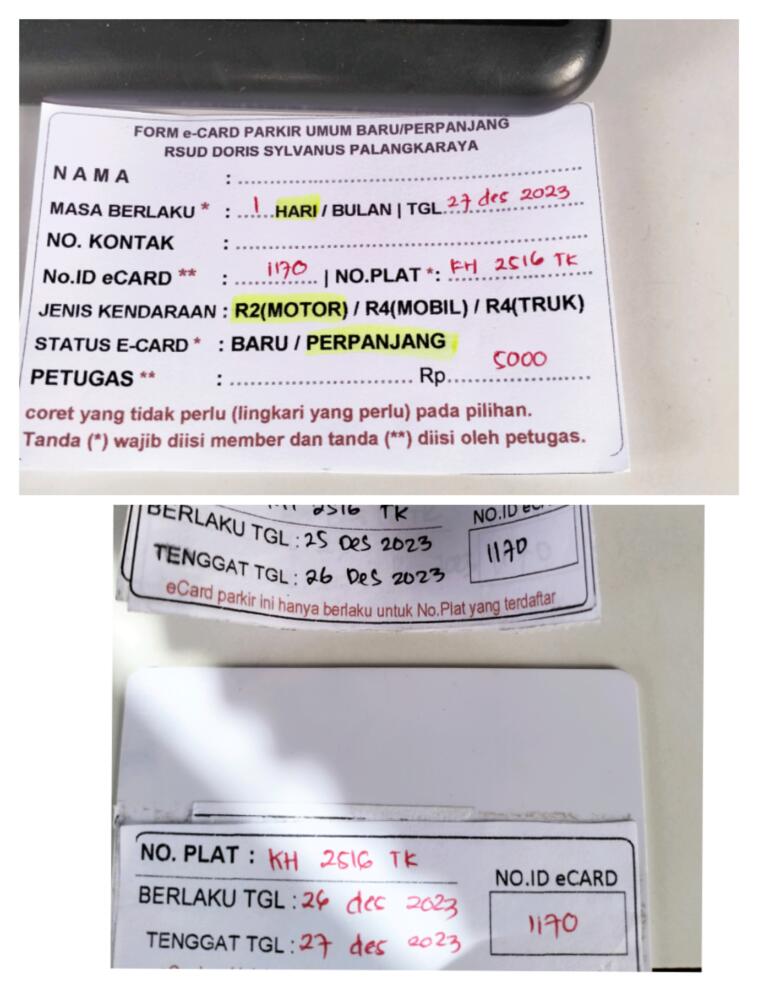 FORM e-CARD PARKIR UMUM BARU/PERPANJANG
RSUD DORIS SYLVANUS PALANGKARAYA
NAMA : ..........
MASA BERLAKU * : 1 HARI / BULAN | TGL. 27 des 2023
NO. KONTAK : ..........
No.ID eCARD ** : 1170 | NO.PLAT *: KH 2516 TK
JENIS KENDARAAN : R2(MOTOR) / R4(MOBIL) / R4(TRUK)
STATUS E-CARD * : BARU / PERPANJANG
PETUGAS ** : .......... Rp. 5000
coret yang tidak perlu (lingkari yang perlu) pada pilihan.
Tanda (*) wajib diisi member dan tanda (**) diisi oleh petugas.
2516 TK
NO.ID
BERLAKU TGL : 25 Des 2023
1170
TENGGAT TGL : 26 Des 2023
eCard parkir ini hanya berlaku untuk No.Plat yang terdaftar
NO. PLAT : KH 2516 TK
NO.ID eCARD
BERLAKU TGL : 26 des 2023
1170
TENGGAT TGL : 27 des 2023